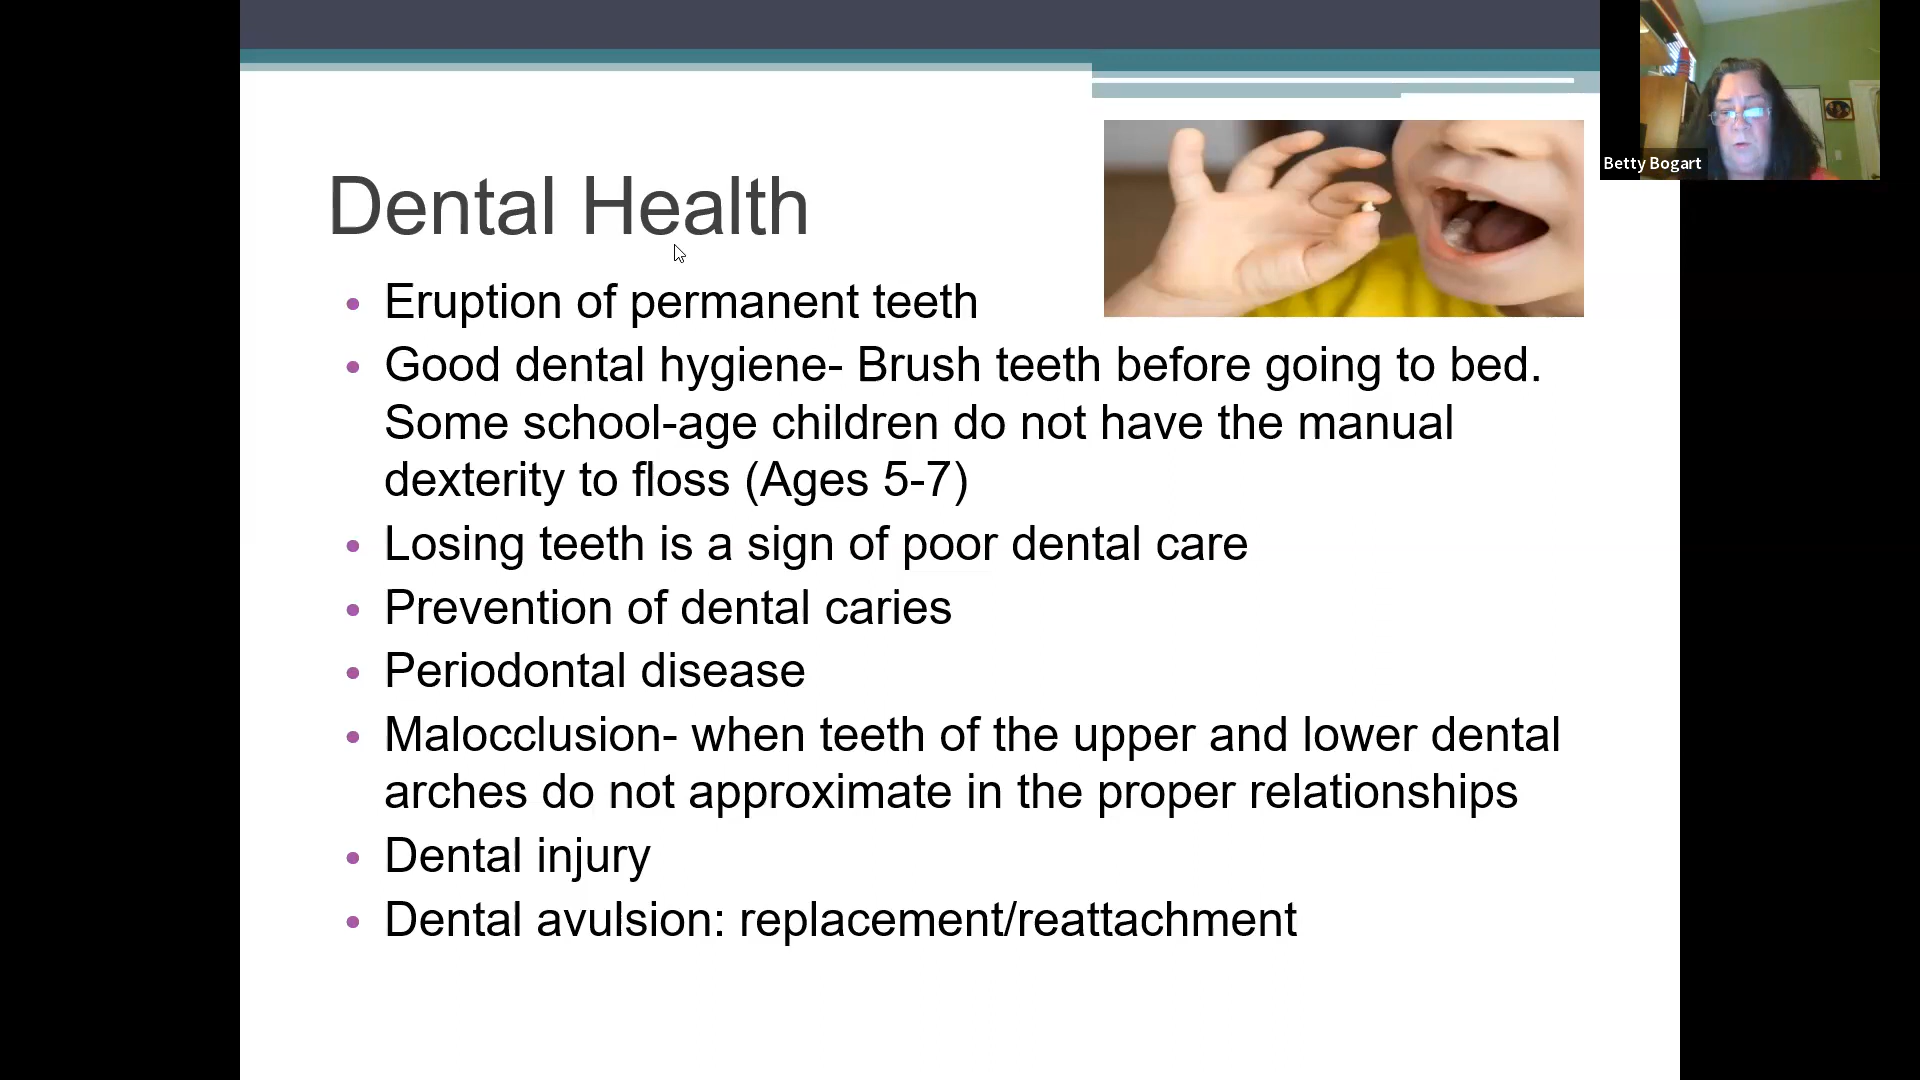 Dental Health
• Eruption of permanent teeth
• Good dental hygiene- Brush teeth before going to bed.
Some school-age children do not have the manual
dexterity to floss (Ages 5-7)
• Losing teeth is a sign of poor dental care
• Prevention of dental caries
• Periodontal disease
• Malocclusion- when teeth of the upper and lower dental
arches do not approximate in the proper relationships
• Dental injury
• Dental avulsion: replacement/reattachment
Betty Bogart